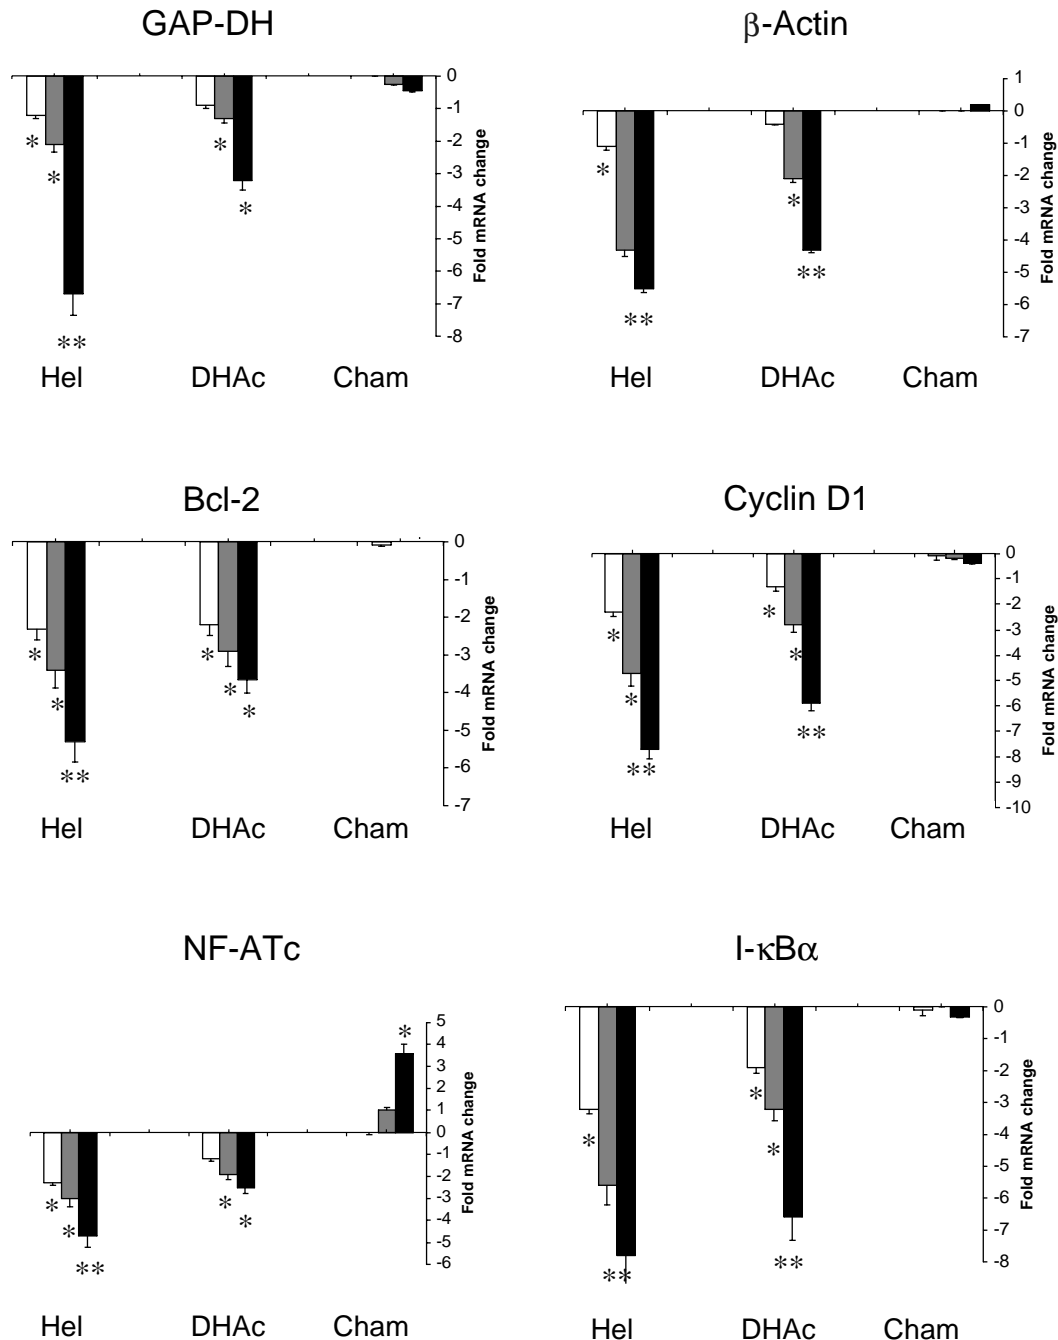 GAP-DH
0
-1
-2
-3
-4
-5
-6
-7
-8
Fold mRNA change
* * ** * * 
Hel DHAc Cham
β-Actin
1
0
-1
-2
-3
-4
-5
-6
-7
Fold mRNA change
* ** * **
Hel DHAc Cham
Bcl-2
0
-1
-2
-3
-4
-5
-6
-7
Fold mRNA change
* * ** * * *
Hel DHAc Cham
Cyclin D1
0
-1
-2
-3
-4
-5
-6
-7
-8
-9
-10
Fold mRNA change
* * ** * * **
Hel DHAc Cham
NF-ATc
5
4
3
2
1
0
-1
-2
-3
-4
-5
-6
Fold mRNA change
* * ** * * *
Hel DHAc Cham
I-κBα
0
-1
-2
-3
-4
-5
-6
-7
-8
Fold mRNA change
* ** * * **
Hel DHAc Cham